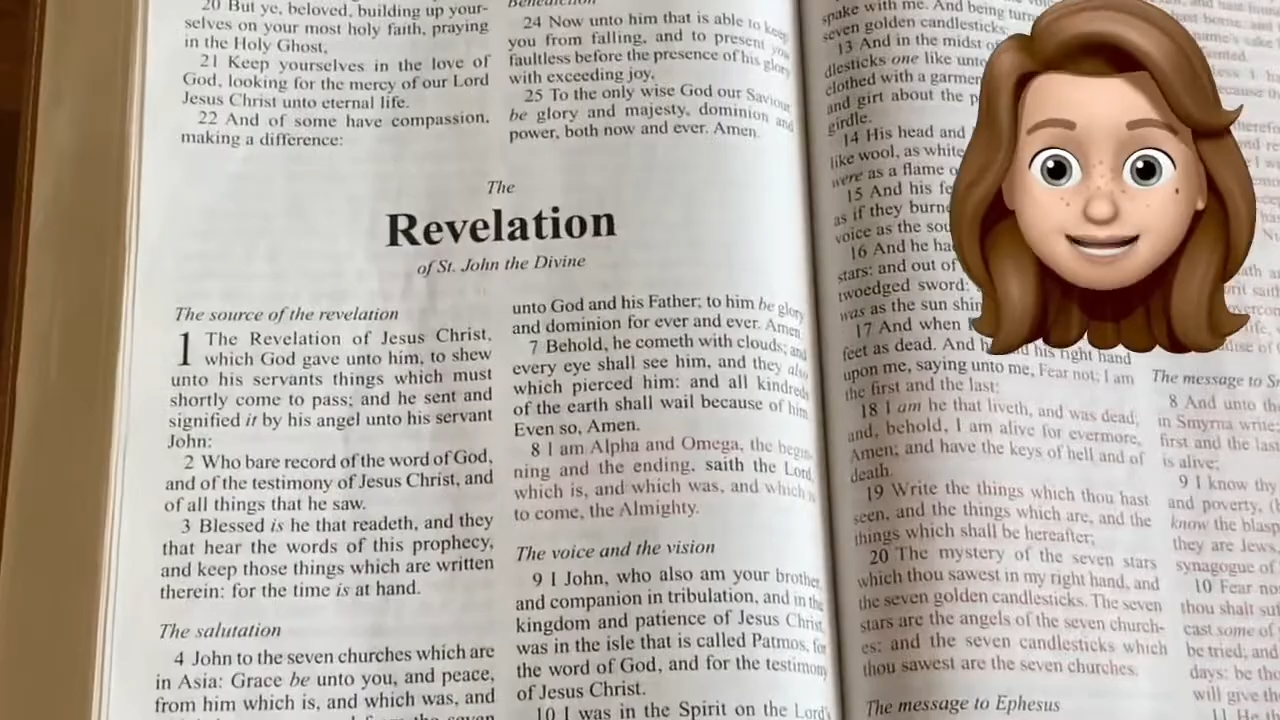 20 But ye, beloved, building up your-
selves on your most holy faith, praying
in the Holy Ghost,
21 Keep yourselves in the love of
God, looking for the mercy of our Lord
Jesus Christ unto eternal life.
22 And of some have compassion,
making a difference:
Benediction
24 Now unto him that is able to keep
you from falling, and to present you
faultless before the presence of his glory
with exceeding joy,
25 To the only wise God our Saviour,
be glory and majesty, dominion and
power, both now and ever. Amen.
The
Revelation
of St. John the Divine
The source of the revelation
1 The Revelation of Jesus Christ,
which God gave unto him, to shew
unto his servants things which must
shortly come to pass; and he sent and
signified it by his angel unto his servant
John:
2 Who bare record of the word of God,
and of the testimony of Jesus Christ, and
of all things that he saw.
3 Blessed is he that readeth, and they
that hear the words of this prophecy,
and keep those things which are written
therein: for the time is at hand.
The salutation
4 John to the seven churches which are
in Asia: Grace be unto you, and peace,
from him which is, and which was, and
unto God and his Father; to him be glory
and dominion for ever and ever. Amen.
7 Behold, he cometh with clouds; and
every eye shall see him, and they also
which pierced him: and all kindreds
of the earth shall wail because of him.
Even so, Amen.
8 I am Alpha and Omega, the begin-
ning and the ending, saith the Lord,
which is, and which was, and which is
to come, the Almighty.
The voice and the vision
9 I John, who also am your brother,
and companion in tribulation, and in the
kingdom and patience of Jesus Christ,
was in the isle that is called Patmos, for
the word of God, and for the testimony
of Jesus Christ.
10 I was in the Spirit on the Lord's
spake with me. And being turn
seven golden candlesticks;
13 And in the midst o
dlesticks one like unto
clothed with a garmen
and girt about the p
girdle.
14 His head and
like wool, as white
were as a flame o
15 And his fe
as if they burne
voice as the sou
16 And he ha
stars: and out of
twoedged sword:
was as the sun shin
17 And when
feet as dead. And h his right hand
upon me, saying unto me, Fear not; I am
the first and the last:
18 I am he that liveth, and was dead;
and, behold, I am alive for evermore,
Amen; and have the keys of hell and of
death.
19 Write the things which thou hast
seen, and the things which are, and the
things which shall be hereafter;
20 The mystery of the seven stars
which thou sawest in my right hand, and
the seven golden candlesticks. The seven
stars are the angels of the seven church-
es: and the seven candlesticks which
thou sawest are the seven churches.
The message to Ephesus
The message to S
8 And unto the
in Smyrna write;
first and the last
is alive;
9 I know thy
and poverty, (b
know the blasp
they are Jews,
synagogue of
10 Fear no
thou shalt su
cast some of
be tried; and
days: be tho
will give th
11 He th